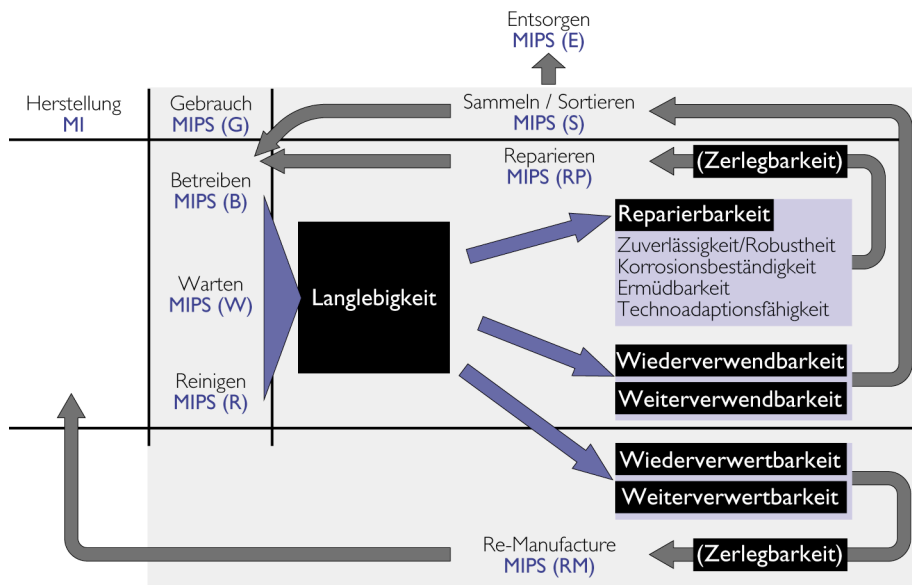 Entsorgen
MIPS (E)
Herstellung
MI
Gebrauch
MIPS (G)
Sammeln / Sortieren
MIPS (S)
Reparieren
MIPS (RP)
(Zerlegbarkeit)
Betreiben
MIPS (B)
Warten
MIPS (W)
Reinigen
MIPS (R)
Langlebigkeit
Reparierbarkeit
Zuverlässigkeit/Robustheit
Korrosionsbeständigkeit
Ermüdbarkeit
Technoadaptionsfähigkeit
Wiederverwendbarkeit
Weiterverwendbarkeit
Wiederverwertbarkeit
Weiterverwertbarkeit
Re-Manufacture
MIPS (RM)
(Zerlegbarkeit)